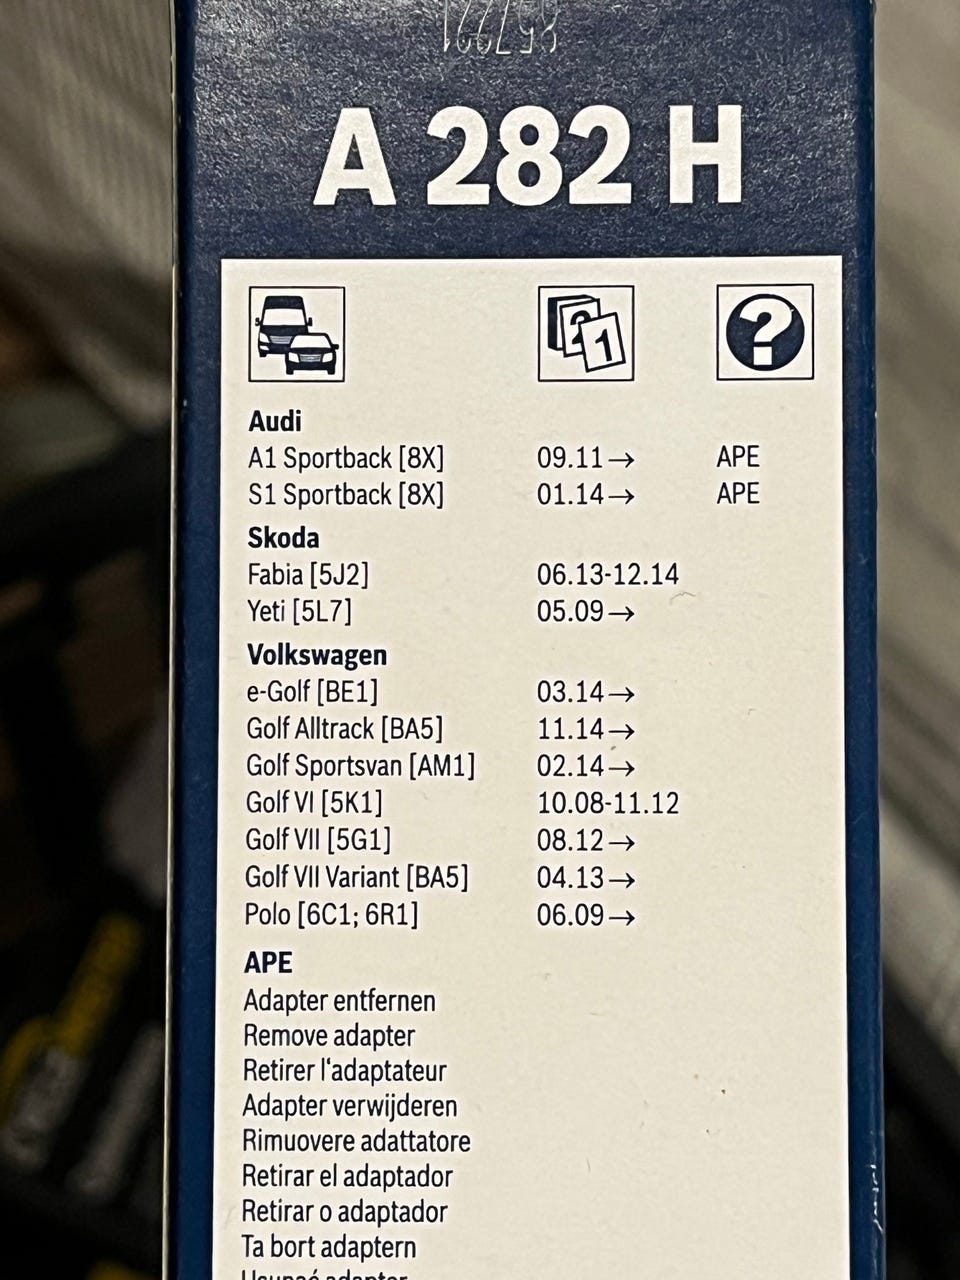 A 282 H
2 1 ?
Audi
A1 Sportback [8X] 09.11→ APE
S1 Sportback [8X] 01.14→ APE
Skoda
Fabia [5J2] 06.13-12.14
Yeti [5L7] 05.09→
Volkswagen
e-Golf [BE1] 03.14→
Golf Alltrack [BA5] 11.14→
Golf Sportsvan [AM1] 02.14→
Golf VI [5K1] 10.08-11.12
Golf VII [5G1] 08.12→
Golf VII Variant [BA5] 04.13→
Polo [6C1; 6R1] 06.09→
APE
Adapter entfernen
Remove adapter
Retirer l‘adaptateur
Adapter verwijderen
Rimuovere adattatore
Retirar el adaptador
Retirar o adaptador
Ta bort adaptern